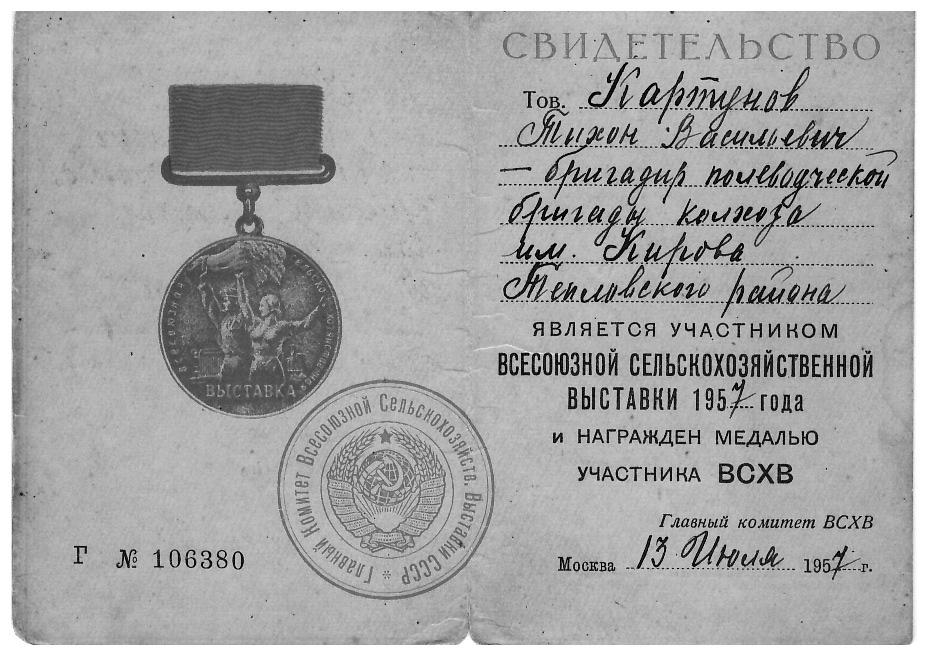 ВСЕСОЮЗНАЯ СЕЛЬСКОХОЗЯЙСТВЕННАЯ
ВЫСТАВКА
Главный Комитет Всесоюзной Сельскохозяйств. Выставки СССР *
Г № 106380
СВИДЕТЕЛЬСТВО
Тов. Картунов
Тихон Васильевич
– бригадир полеводческой
бригады колхоза
им. Кирова
Тепловского района
ЯВЛЯЕТСЯ УЧАСТНИКОМ
ВСЕСОЮЗНОЙ СЕЛЬСКОХОЗЯЙСТВЕННОЙ
ВЫСТАВКИ 1957 года
и НАГРАЖДЕН МЕДАЛЬЮ
УЧАСТНИКА ВСХВ
Главный комитет ВСХВ
Москва 13 Июля 1957 г.